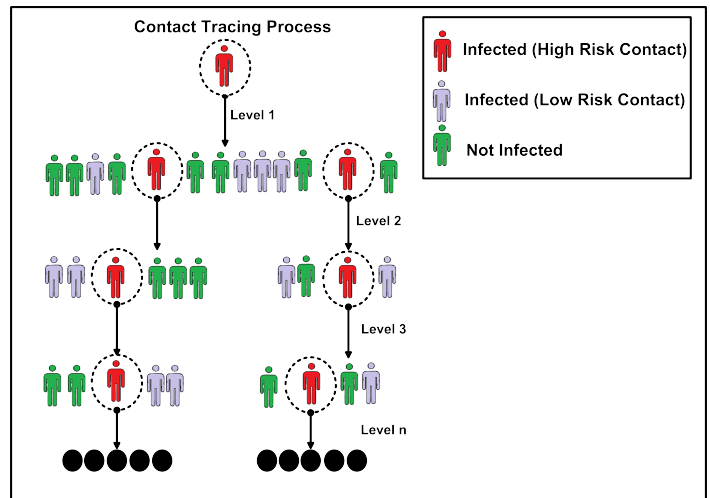 Contact Tracing Process
Infected (High Risk Contact)
Infected (Low Risk Contact)
Not Infected
Level 1
Level 2
Level 3
Level n